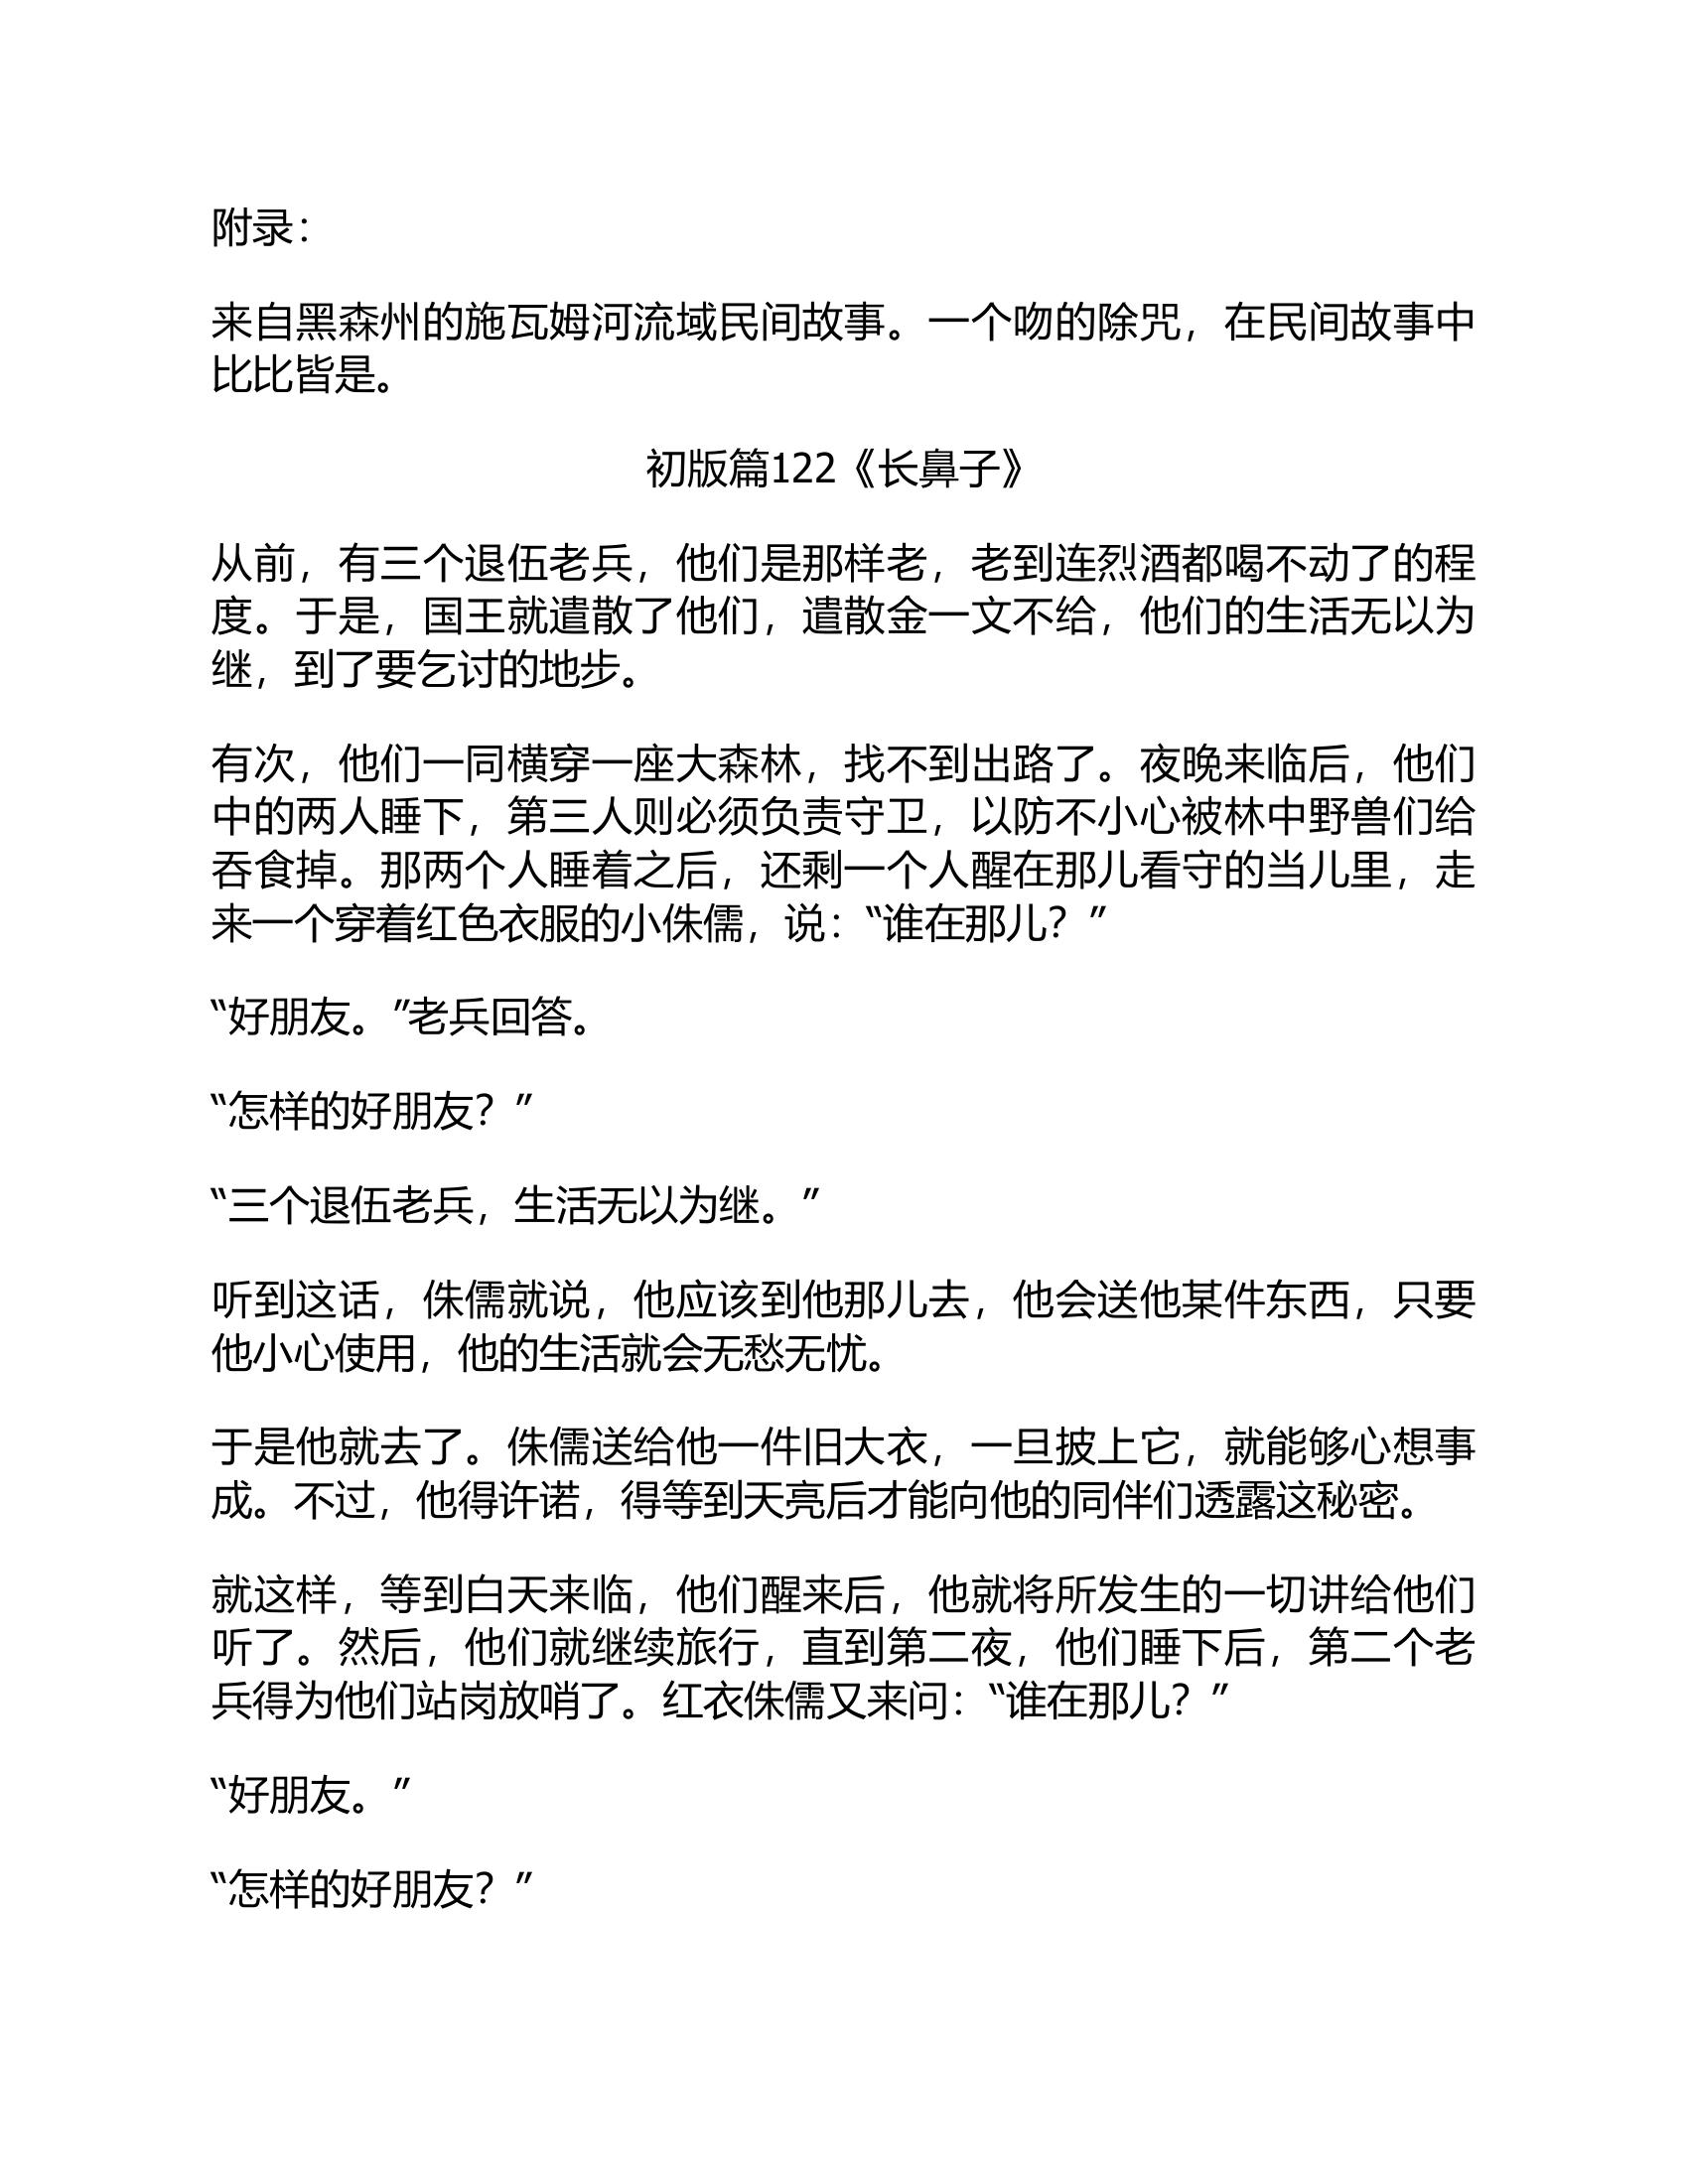 附录：
来自黑森州的施瓦姆河流域民间故事。一个吻的除咒，在民间故事中
比比皆是。
初版篇122《长鼻子》
从前，有三个退伍老兵，他们是那样老，老到连烈酒都喝不动了的程
度。于是，国王就遣散了他们，遣散金一文不给，他们的生活无以为
继，到了要乞讨的地步。
有次，他们一同横穿一座大森林，找不到出路了。夜晚来临后，他们
中的两人睡下，第三人则必须负责守卫，以防不小心被林中野兽们给
吞食掉。那两个人睡着之后，还剩一个人醒在那儿看守的当儿里，走
来一个穿着红色衣服的小侏儒，说：“谁在那儿？”
“好朋友。”老兵回答。
“怎样的好朋友？”
“三个退伍老兵，生活无以为继。”
听到这话，侏儒就说，他应该到他那儿去，他会送他某件东西，只要
他小心使用，他的生活就会无愁无忧。
于是他就去了。侏儒送给他一件旧大衣，一旦披上它，就能够心想事
成。不过，他得许诺，得等到天亮后才能向他的同伴们透露这秘密。
就这样，等到白天来临，他们醒来后，他就将所发生的一切讲给他们
听了。然后，他们就继续旅行，直到第二夜，他们睡下后，第二个老
兵得为他们站岗放哨了。红衣侏儒又来问：“谁在那儿？”
“好朋友。”
“怎样的好朋友？”